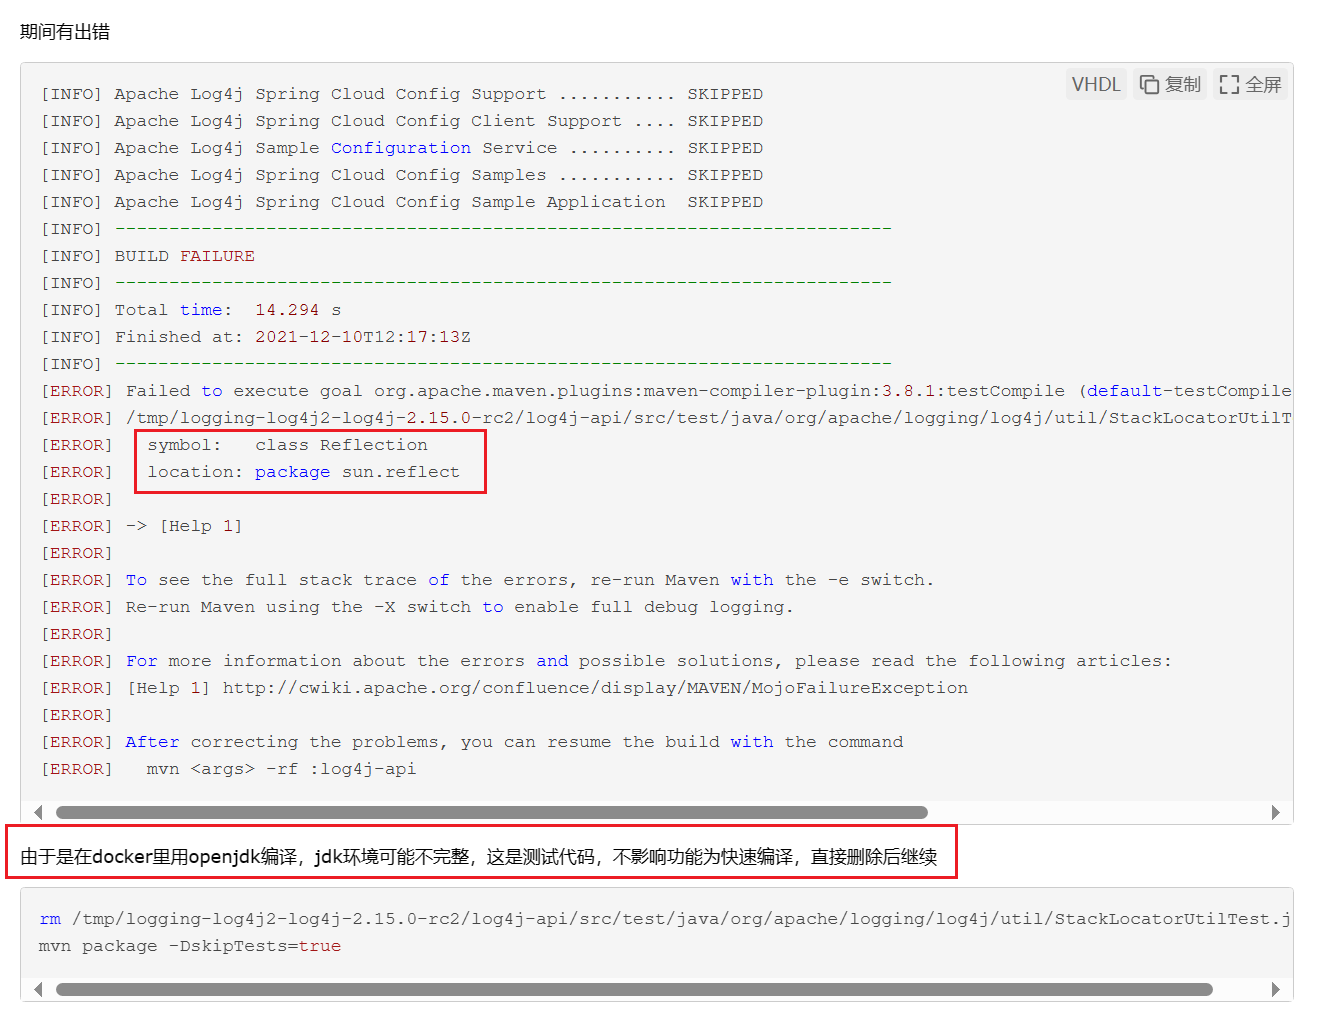 期间有出错
VHDL 复制 全屏
[INFO] Apache Log4j Spring Cloud Config Support ........... SKIPPED
[INFO] Apache Log4j Spring Cloud Config Client Support .... SKIPPED
[INFO] Apache Log4j Sample Configuration Service .......... SKIPPED
[INFO] Apache Log4j Spring Cloud Config Samples ........... SKIPPED
[INFO] Apache Log4j Spring Cloud Config Sample Application  SKIPPED
[INFO] ------------------------------------------------------------------------
[INFO] BUILD FAILURE
[INFO] ------------------------------------------------------------------------
[INFO] Total time:  14.294 s
[INFO] Finished at: 2021-12-10T12:17:13Z
[INFO] ------------------------------------------------------------------------
[ERROR] Failed to execute goal org.apache.maven.plugins:maven-compiler-plugin:3.8.1:testCompile (default-testCompile
[ERROR] /tmp/logging-log4j2-log4j-2.15.0-rc2/log4j-api/src/test/java/org/apache/logging/log4j/util/StackLocatorUtilT
[ERROR]   symbol:   class Reflection
[ERROR]   location: package sun.reflect
[ERROR]
[ERROR] -> [Help 1]
[ERROR]
[ERROR] To see the full stack trace of the errors, re-run Maven with the -e switch.
[ERROR] Re-run Maven using the -X switch to enable full debug logging.
[ERROR]
[ERROR] For more information about the errors and possible solutions, please read the following articles:
[ERROR] [Help 1] http://cwiki.apache.org/confluence/display/MAVEN/MojoFailureException
[ERROR]
[ERROR] After correcting the problems, you can resume the build with the command
[ERROR]   mvn <args> -rf :log4j-api
由于是在docker里用openjdk编译，jdk环境可能不完整，这是测试代码，不影响功能为快速编译，直接删除后继续
rm /tmp/logging-log4j2-log4j-2.15.0-rc2/log4j-api/src/test/java/org/apache/logging/log4j/util/StackLocatorUtilTest.j
mvn package -DskipTests=true